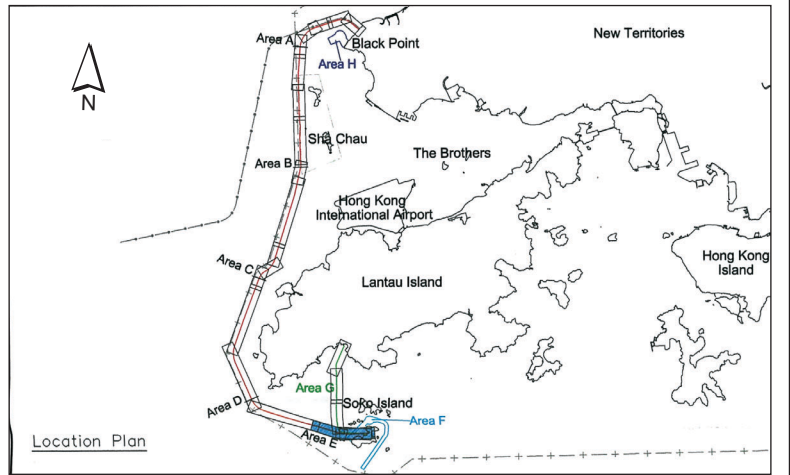 New Territories
Area A
Black Point
Area H
N
Sha Chau
The Brothers
Area B
Hong Kong
International Airport
Hong Kong
Island
Area C
Lantau Island
Area G
Soko Island
Area D
Area F
Area E
Location Plan